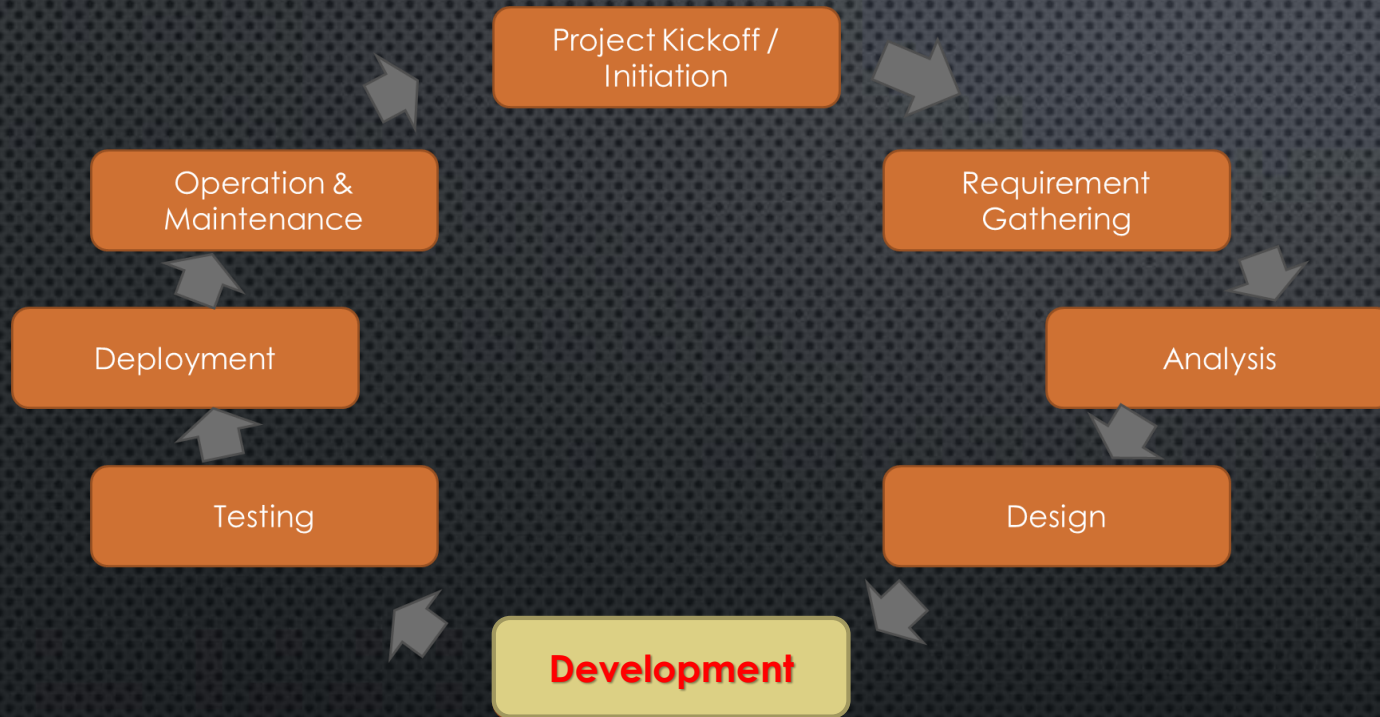 Project Kickoff /
Initiation
Requirement
Gathering
Analysis
Design
Development
Testing
Deployment
Operation &
Maintenance